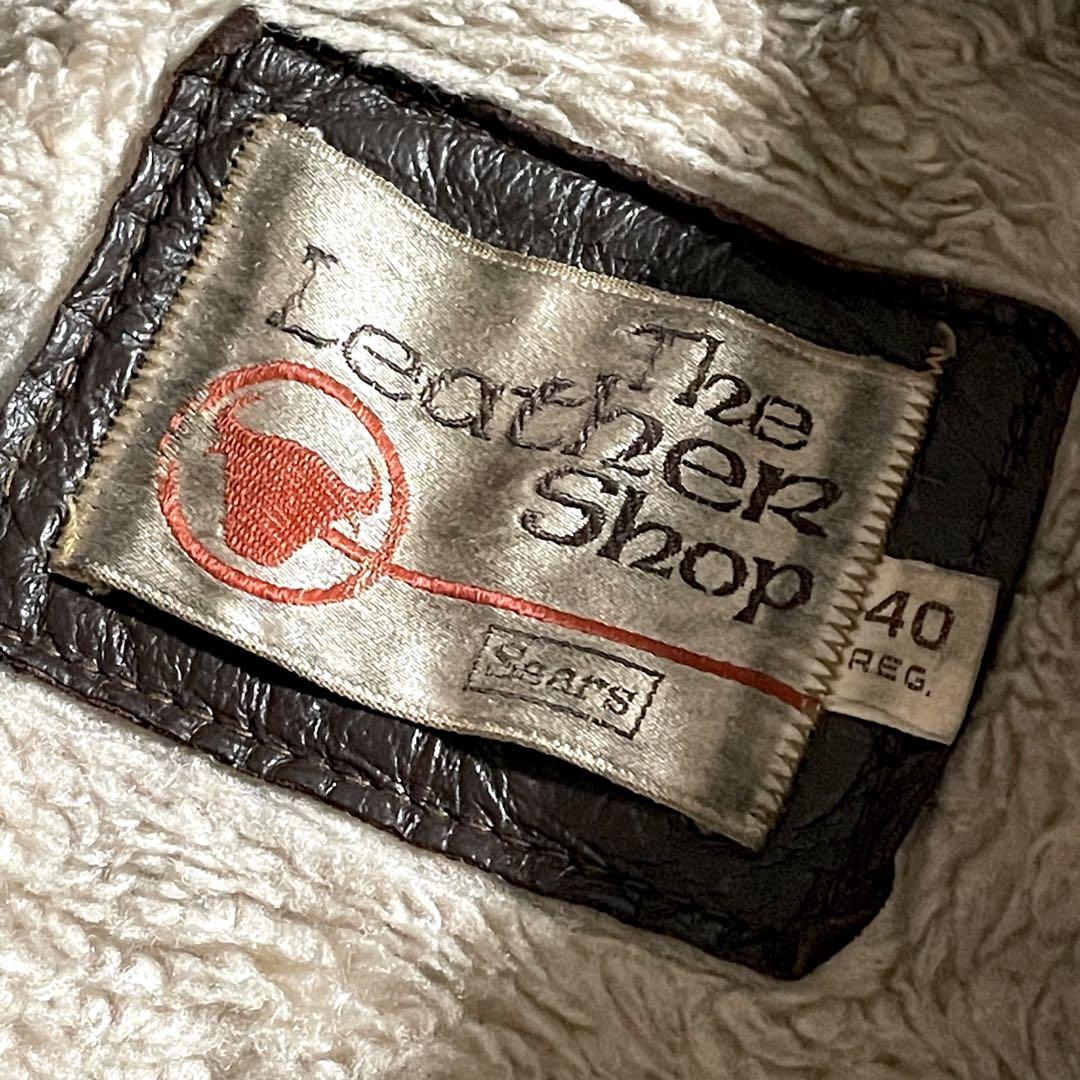 The
Leather
Shop
Sears
40
REG.